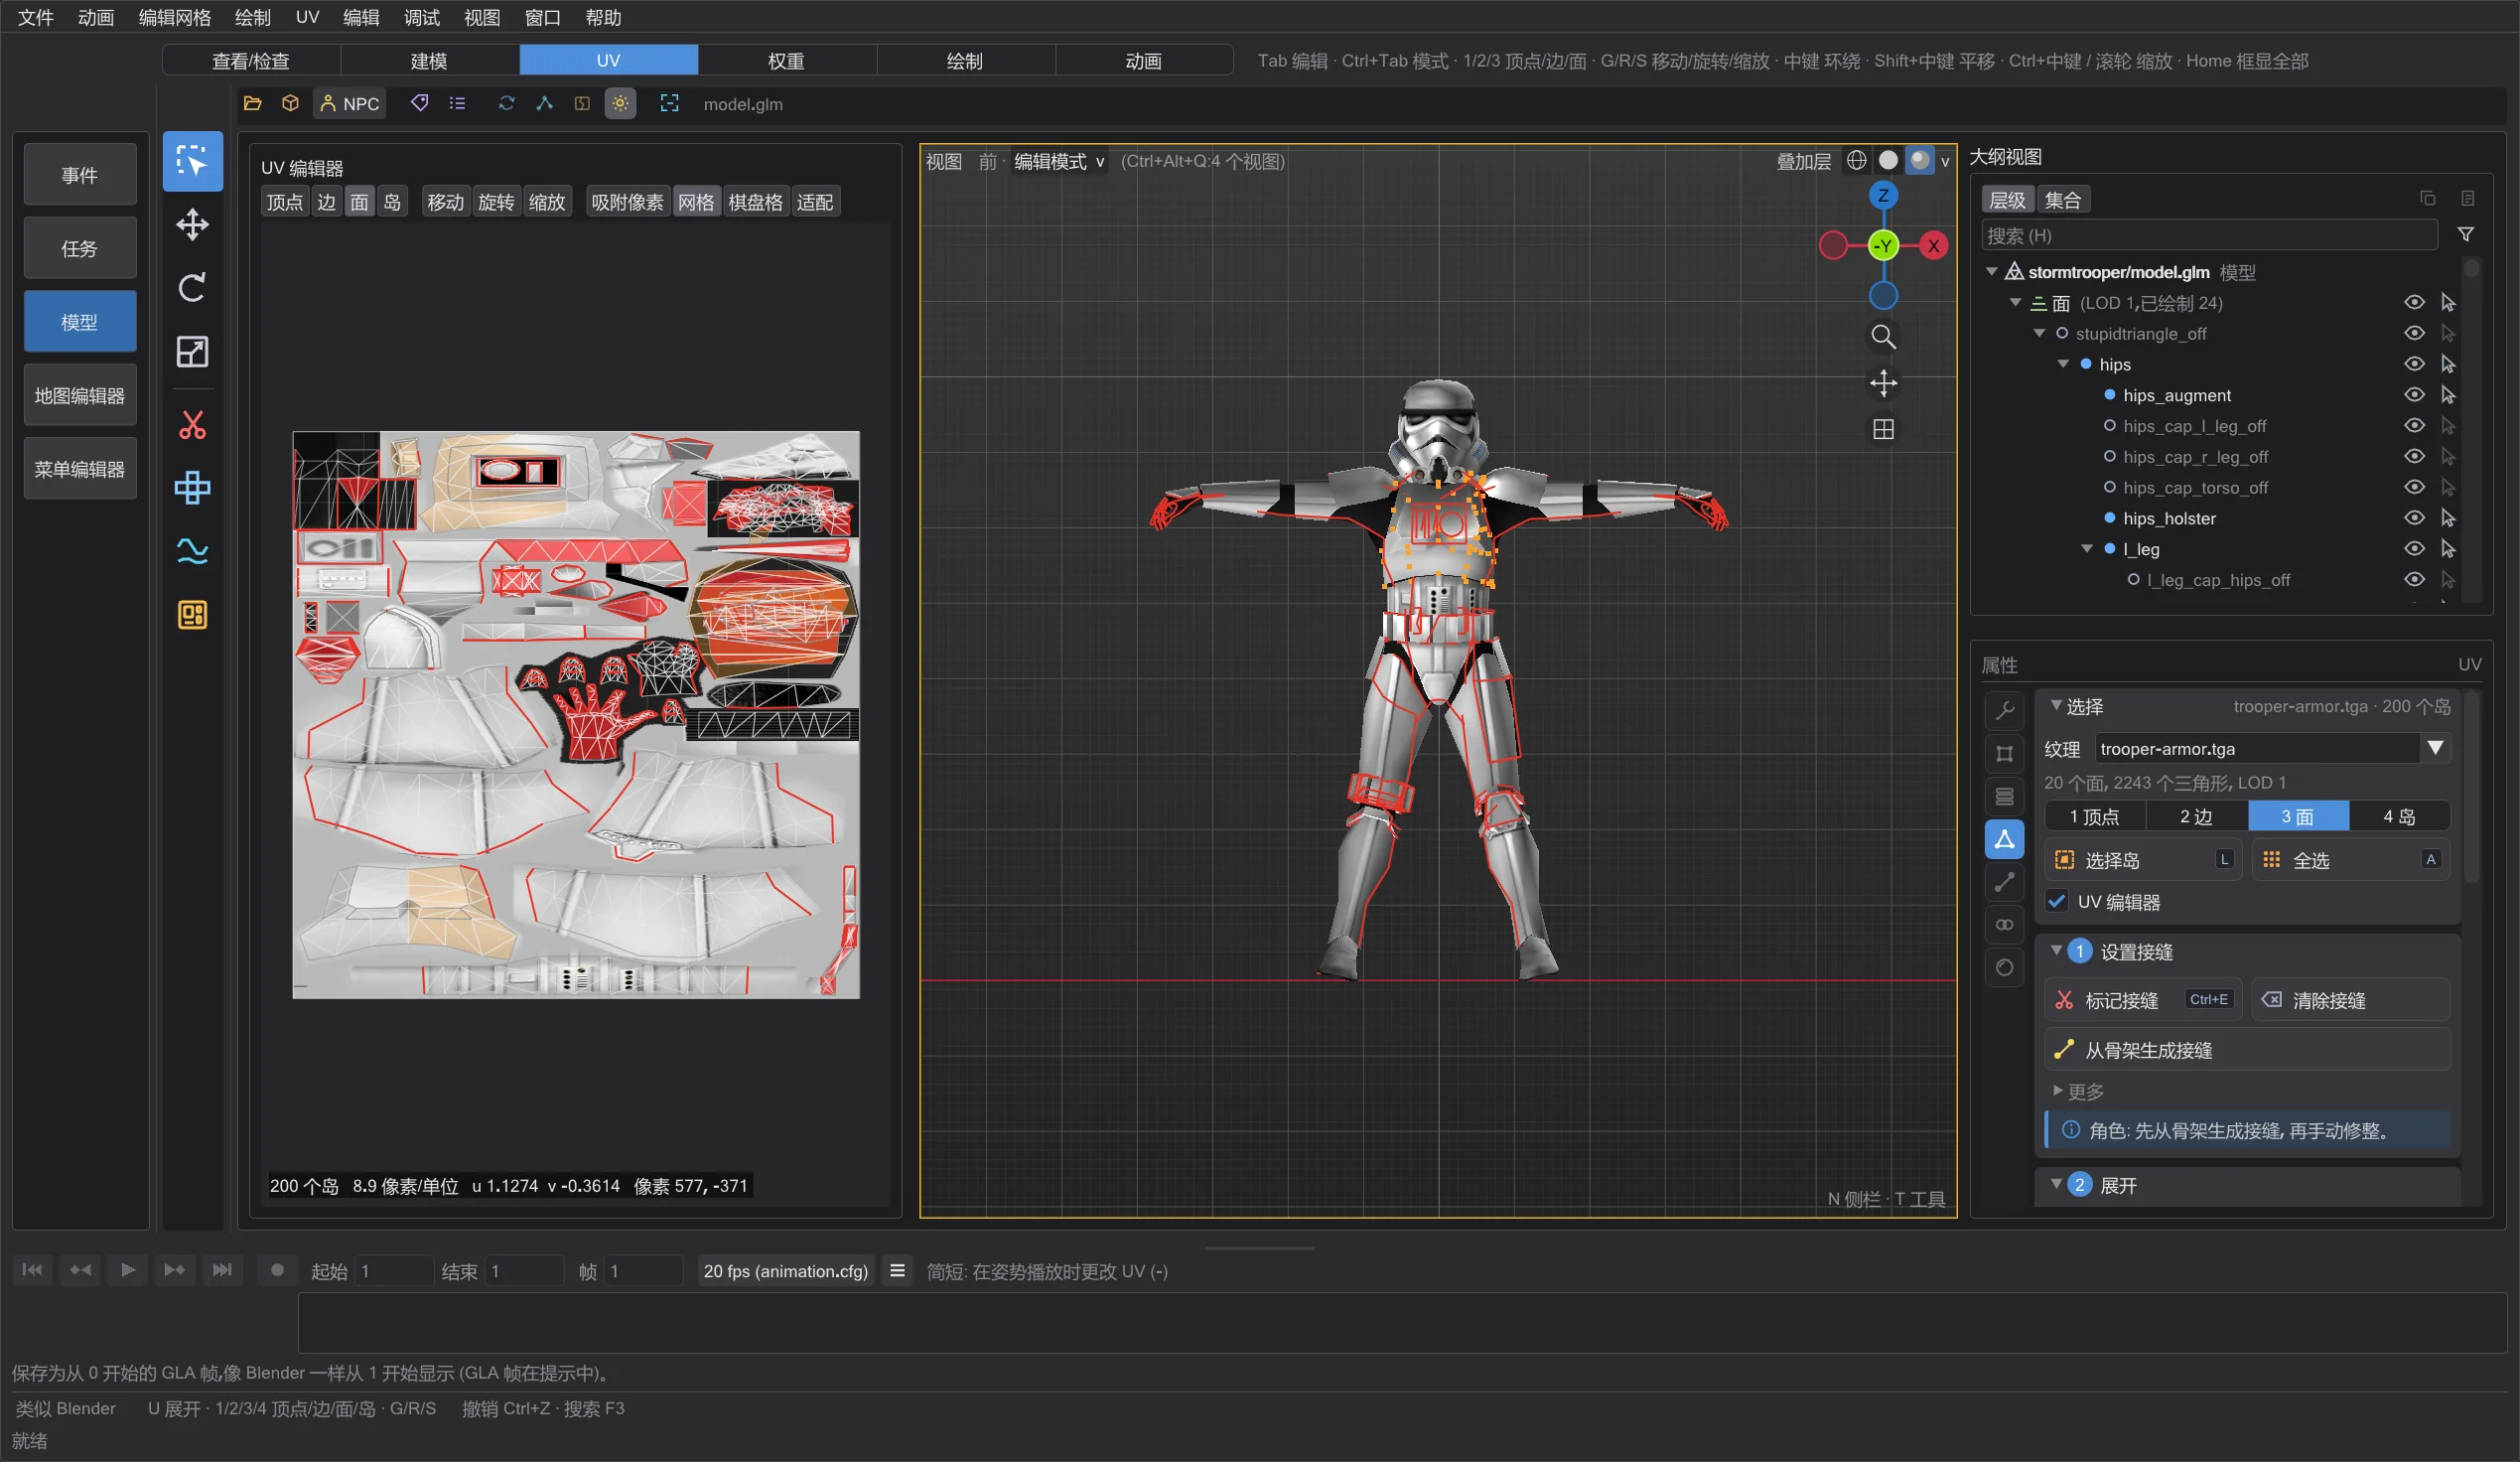 文件 动画 编辑网格 绘制 UV 编辑 调试 视图 窗口 帮助
查看/检查 建模 UV 权重 绘制 动画 Tab 编辑 · Ctrl+Tab 模式 · 1/2/3 顶点/边/面 · G/R/S 移动/旋转/缩放 · 中键 环绕 · Shift+中键 平移 · Ctrl+中键 / 滚轮 缩放 · Home 框显全部
NPC model.glm
事件
任务
模型
地图编辑器
菜单编辑器
UV 编辑器
顶点 边 面 岛 移动 旋转 缩放 吸附像素 网格 棋盘格 适配
200 个岛 8.9 像素/单位 u 1.1274 v -0.3614 像素 577, -371
视图 前 · 编辑模式 v (Ctrl+Alt+Q:4 个视图) 叠加层 v
Z
-Y X
N 侧栏 · T 工具
大纲视图
层级 集合
搜索 (H)
stormtrooper/model.glm 模型
面 (LOD 1,已绘制 24)
stupidtriangle_off
hips
hips_augment
hips_cap_l_leg_off
hips_cap_r_leg_off
hips_cap_torso_off
hips_holster
l_leg
l_leg_cap_hips_off
属性 UV
选择 trooper-armor.tga · 200 个岛
纹理 trooper-armor.tga
20 个面, 2243 个三角形, LOD 1
1 顶点 2 边 3 面 4 岛
选择岛 L 全选 A
UV 编辑器
1 设置接缝
标记接缝 Ctrl+E 清除接缝
从骨架生成接缝
更多
角色: 先从骨架生成接缝, 再手动修整。
2 展开
起始 1 结束 1 帧 1 20 fps (animation.cfg) 简短: 在姿势播放时更改 UV (-)
保存为从 0 开始的 GLA 帧,像 Blender 一样从 1 开始显示 (GLA 帧在提示中)。
类似 Blender U 展开 · 1/2/3/4 顶点/边/面/岛 · G/R/S 撤销 Ctrl+Z · 搜索 F3
就绪